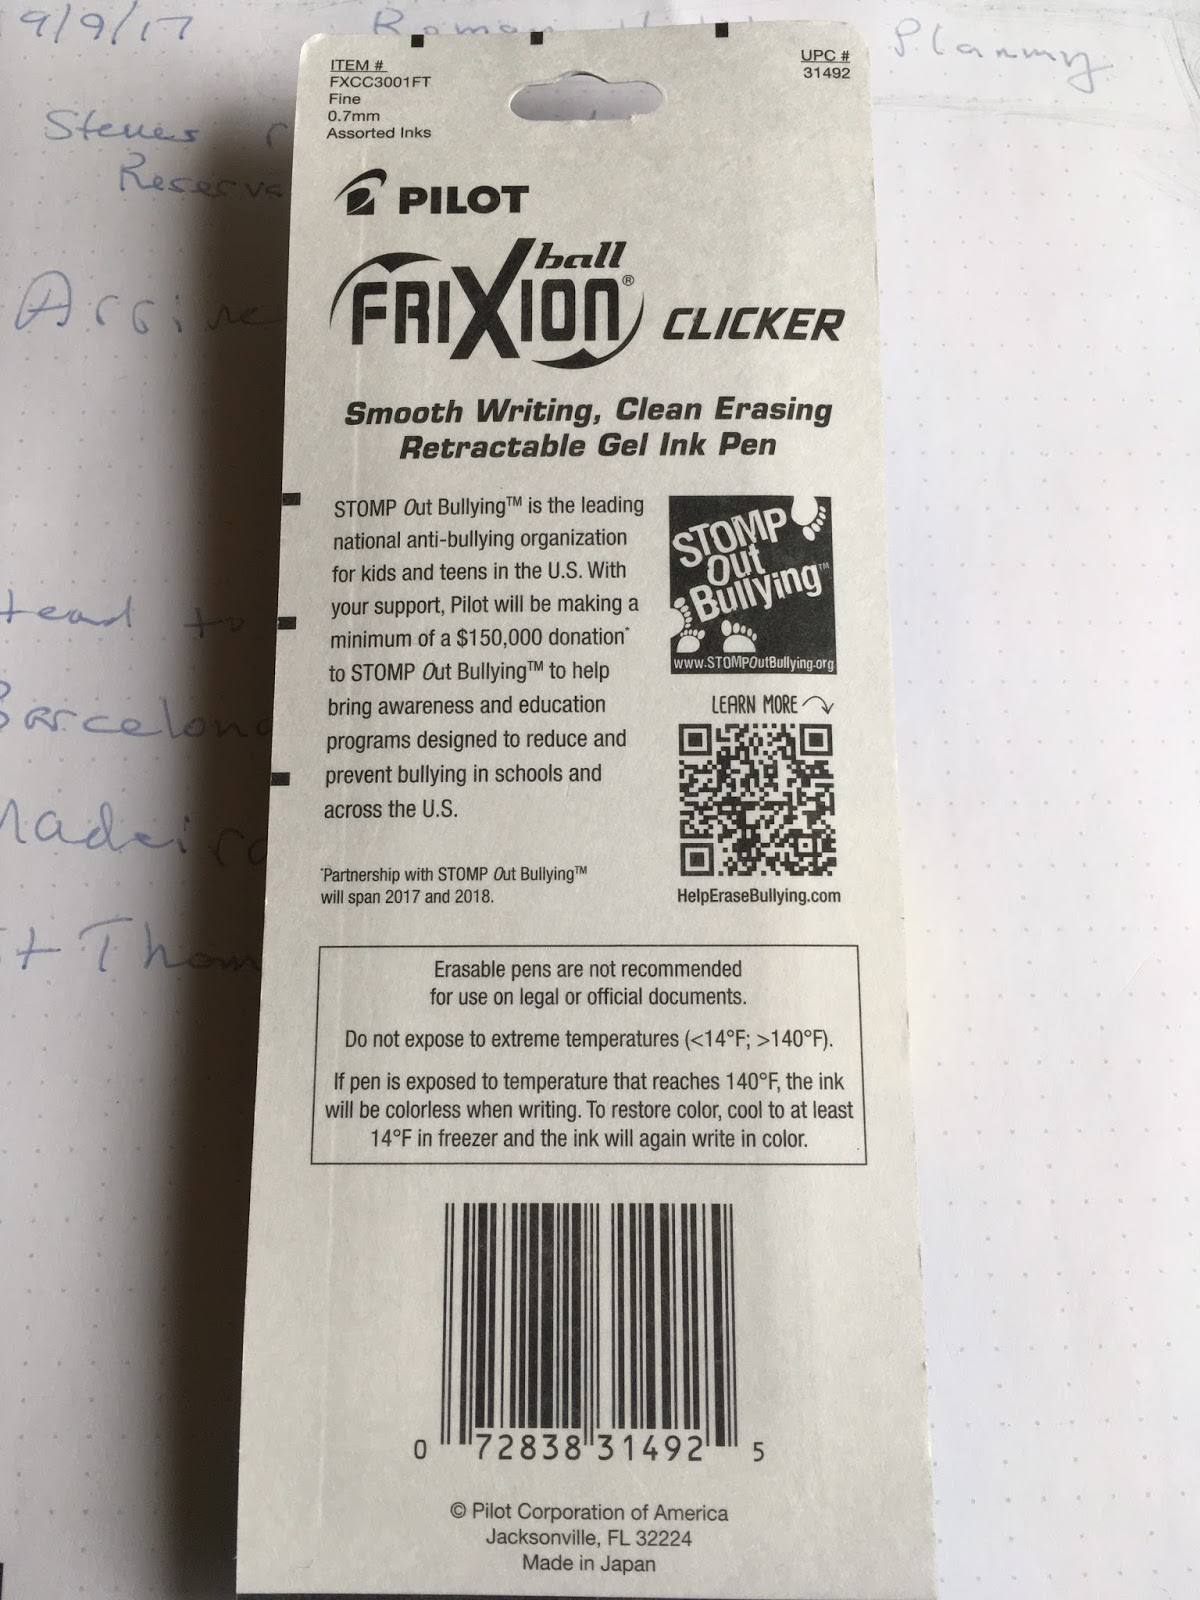 9/9/17
Planning
Reserva
Arrive
Head to
Barcelona
Madeira
ITEM #
FXCC3001FT
Fine
0.7mm
Assorted Inks
UPC #
31492
PILOT
FRIXION ball® CLICKER
Smooth Writing, Clean Erasing
Retractable Gel Ink Pen
STOMP Out Bullying™ is the leading
national anti-bullying organization
for kids and teens in the U.S. With
your support, Pilot will be making a
minimum of a $150,000 donation*
to STOMP Out Bullying™ to help
bring awareness and education
programs designed to reduce and
prevent bullying in schools and
across the U.S.
*Partnership with STOMP Out Bullying™
will span 2017 and 2018.
STOMP
Out
Bullying™
www.STOMPOutBullying.org
LEARN MORE
HelpEraseBullying.com
Erasable pens are not recommended
for use on legal or official documents.
Do not expose to extreme temperatures (<14°F; >140°F).
If pen is exposed to temperature that reaches 140°F, the ink
will be colorless when writing. To restore color, cool to at least
14°F in freezer and the ink will again write in color.
0 72838 31492 5
© Pilot Corporation of America
Jacksonville, FL 32224
Made in Japan